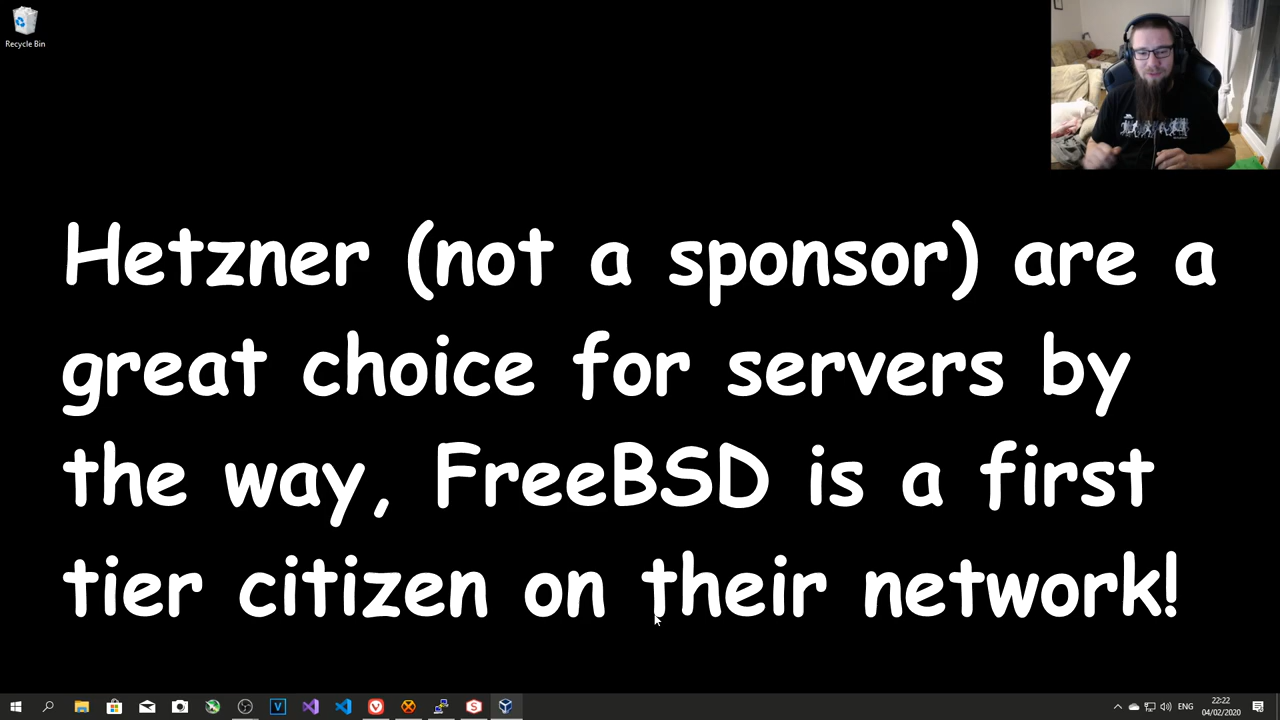 Recycle Bin
Hetzner (not a sponsor) are a
great choice for servers by
the way, FreeBSD is a first
tier citizen on their network!
ENG
22:22
04/02/2020